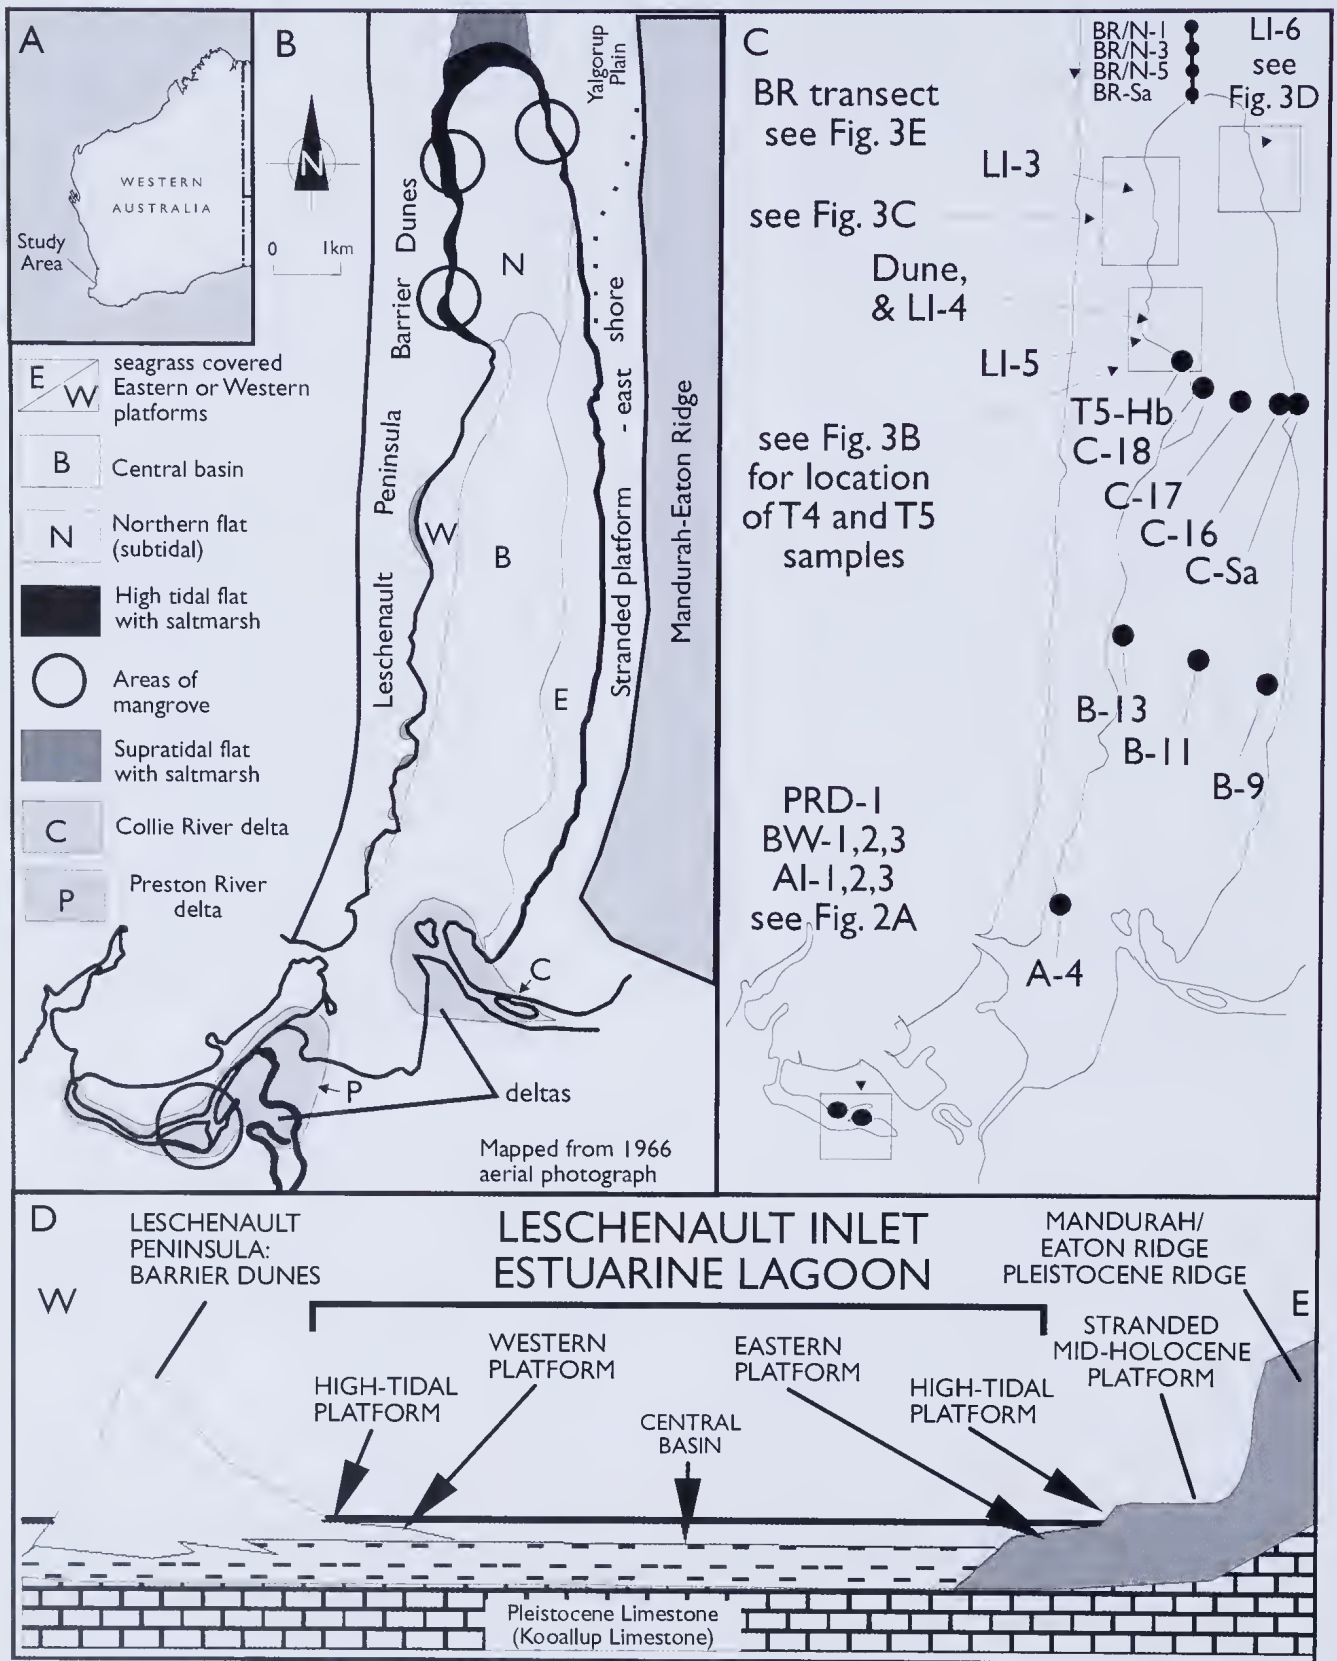 A
WESTERN
AUSTRALIA
Study
Area
B
N
0 1km
E
W
seagrass covered
Eastern or Western
platforms
B
Central basin
N
Northern flat
(subtidal)
High tidal flat
with saltmarsh
Areas of
mangrove
Supratidal flat
with saltmarsh
C
Collie River delta
P
Preston River
delta
Yalgorup
Plain
Barrier Dunes
Leschenault Peninsula
N
W
B
E
Stranded platform - east shore
Mandurah-Eaton Ridge
C
P
deltas
Mapped from 1966
aerial photograph
C
BR/N-1
BR/N-3
BR/N-5
BR-Sa
LI-6
see
Fig. 3D
BR transect
see Fig. 3E
LI-3
see Fig. 3C
Dune,
& LI-4
LI-5
T5-Hb
C-18
C-17
C-16
C-Sa
see Fig. 3B
for location
of T4 and T5
samples
B-13
B-11
B-9
PRD-1
BW-1,2,3
AI-1,2,3
see Fig. 2A
A-4
D
LESCHENAULT
PENINSULA:
BARRIER DUNES
W
LESCHENAULT INLET
ESTUARINE LAGOON
MANDURAH/
EATON RIDGE
PLEISTOCENE RIDGE
E
HIGH-TIDAL
PLATFORM
WESTERN
PLATFORM
CENTRAL
BASIN
EASTERN
PLATFORM
HIGH-TIDAL
PLATFORM
STRANDED
MID-HOLOCENE
PLATFORM
Pleistocene Limestone
(Kooallup Limestone)